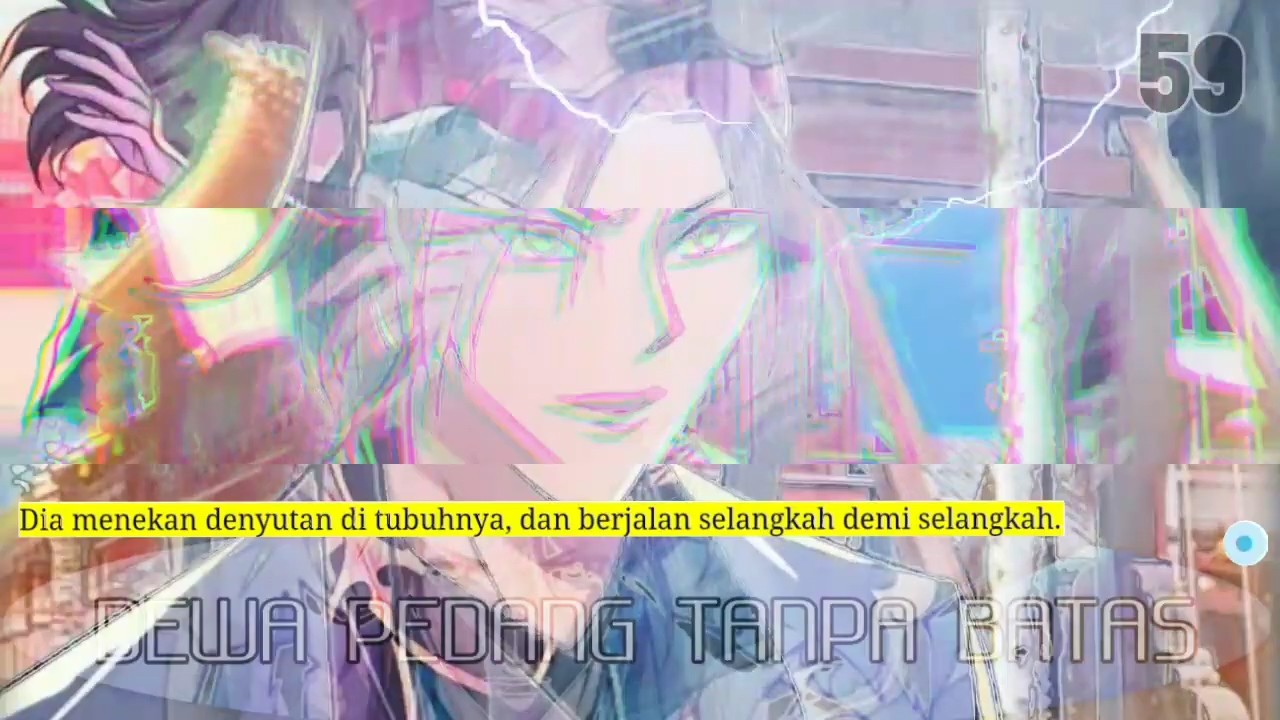 59
Dia menekan denyutan di tubuhnya, dan berjalan selangkah demi selangkah.
DEWA PEDANG TANPA BATAS